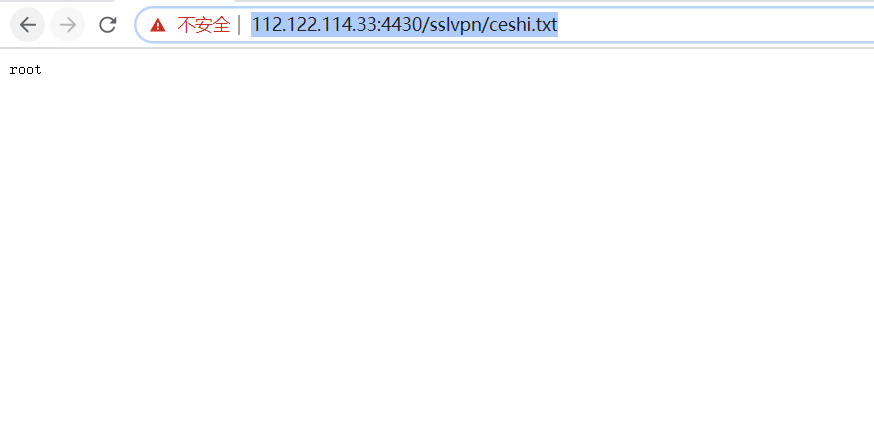 不安全 | 112.122.114.33:4430/sslvpn/ceshi.txt
root